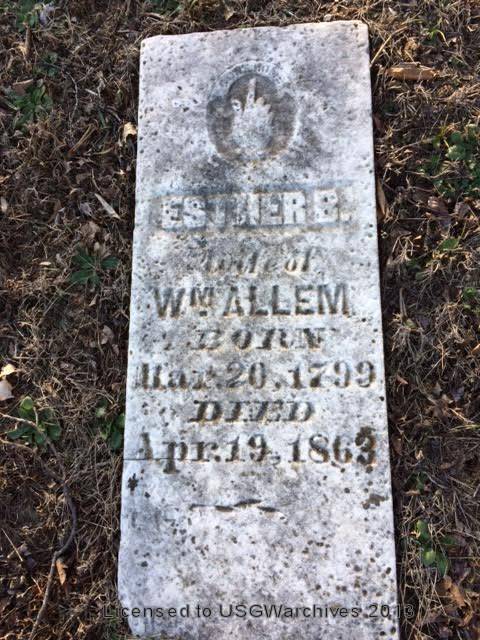 ESTHER B.
wife of
WM ALLEM
BORN
Mar. 20, 1799
DIED
Apr. 19, 1863
Licensed to USGWarchives 2013